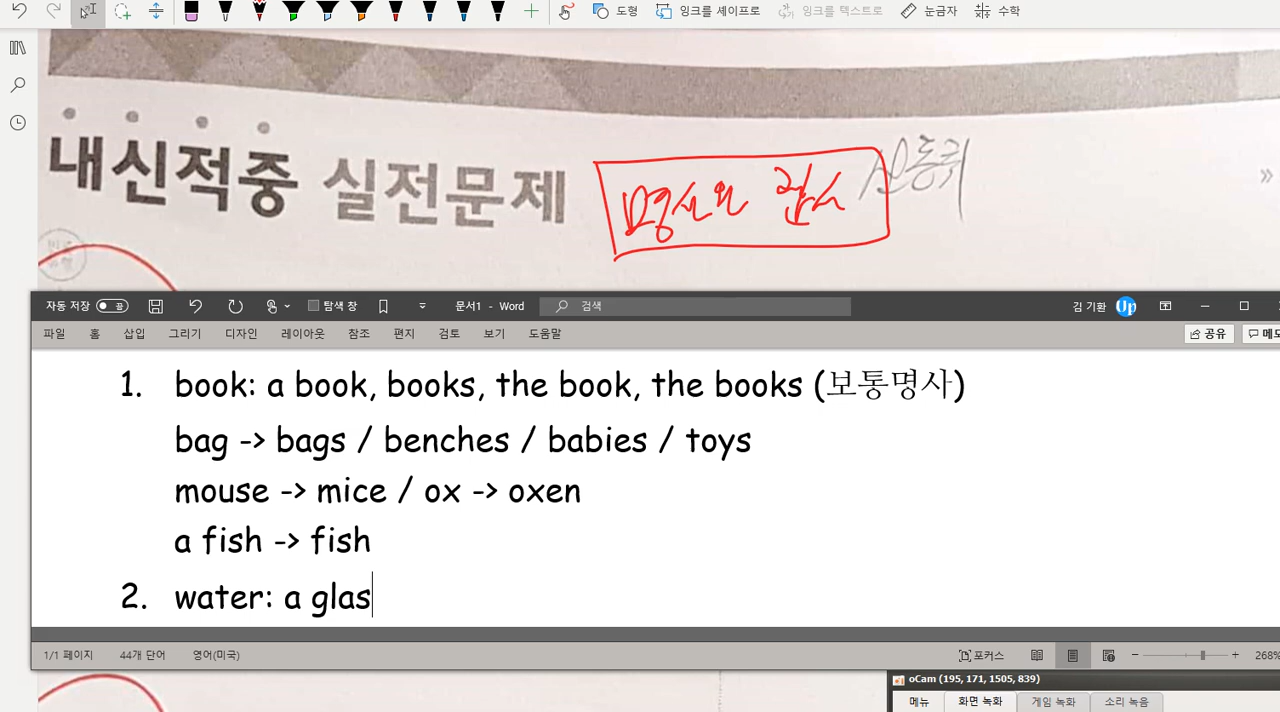 도형 잉크를 셰이프로 잉크를 텍스트로 눈금자 수학
내신적중 실전문제
자동 저장 끔 탐색 창 문서1 - Word 검색 김 기환
파일 홈 삽입 그리기 디자인 레이아웃 참조 편지 검토 보기 도움말 공유 메모
1. book: a book, books, the book, the books (보통명사)
bag -> bags / benches / babies / toys
mouse -> mice / ox -> oxen
a fish -> fish
2. water: a glas
1/1 페이지 44개 단어 영어(미국) 포커스 268%
oCam (195, 171, 1505, 839)
메뉴 화면 녹화 게임 녹화 소리 녹음